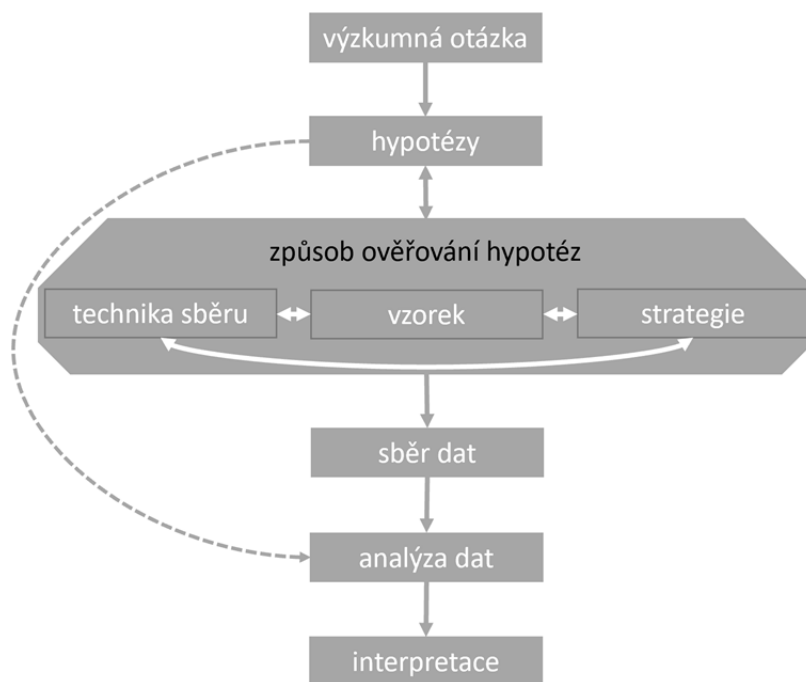 výzkumná otázka
hypotézy
způsob ověřování hypotéz
technika sběru
vzorek
strategie
sběr dat
analýza dat
interpretace